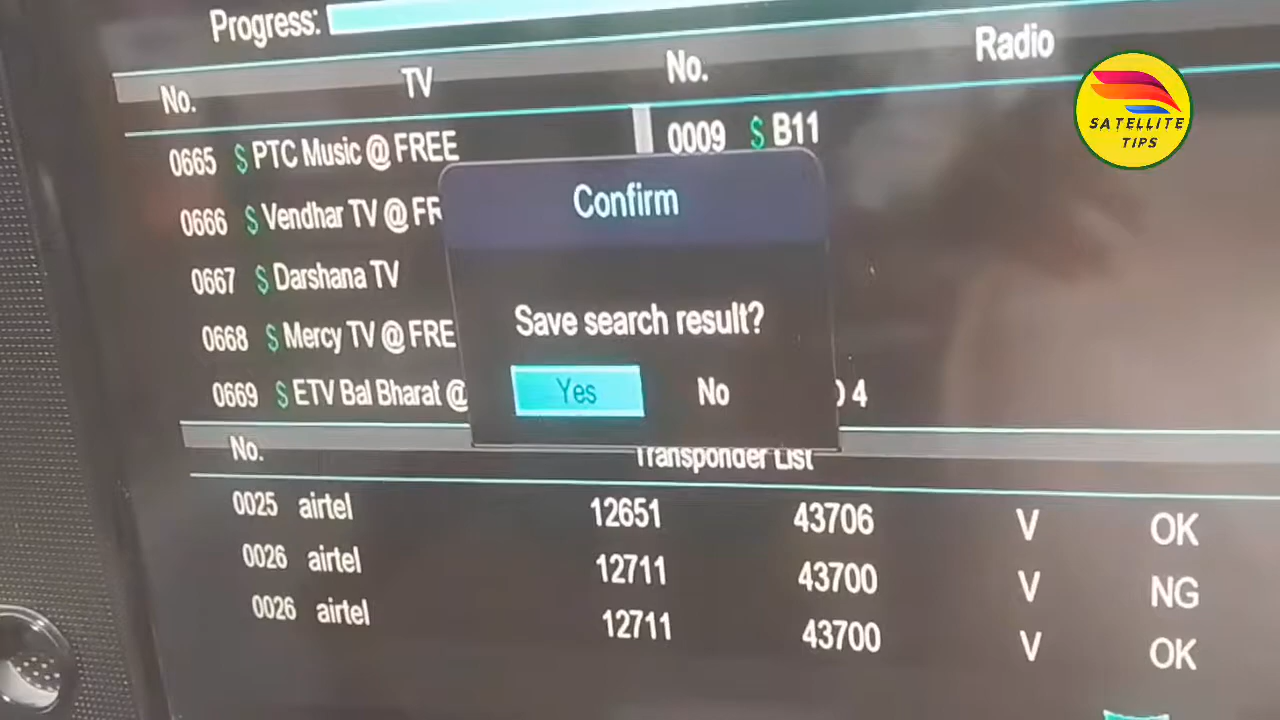 Progress:
No. TV No. Radio
0665 $ PTC Music @ FREE 0009 $ B11
0666 $ Vendhar TV @ FR
0667 $ Darshana TV
0668 $ Mercy TV @ FREE
0669 $ ETV Bal Bharat @ 4
Confirm
Save search result?
Yes No
No. Transponder List
0025 airtel 12651 43706 V OK
0026 airtel 12711 43700 V NG
0026 airtel 12711 43700 V OK
SATELLITE
TIPS